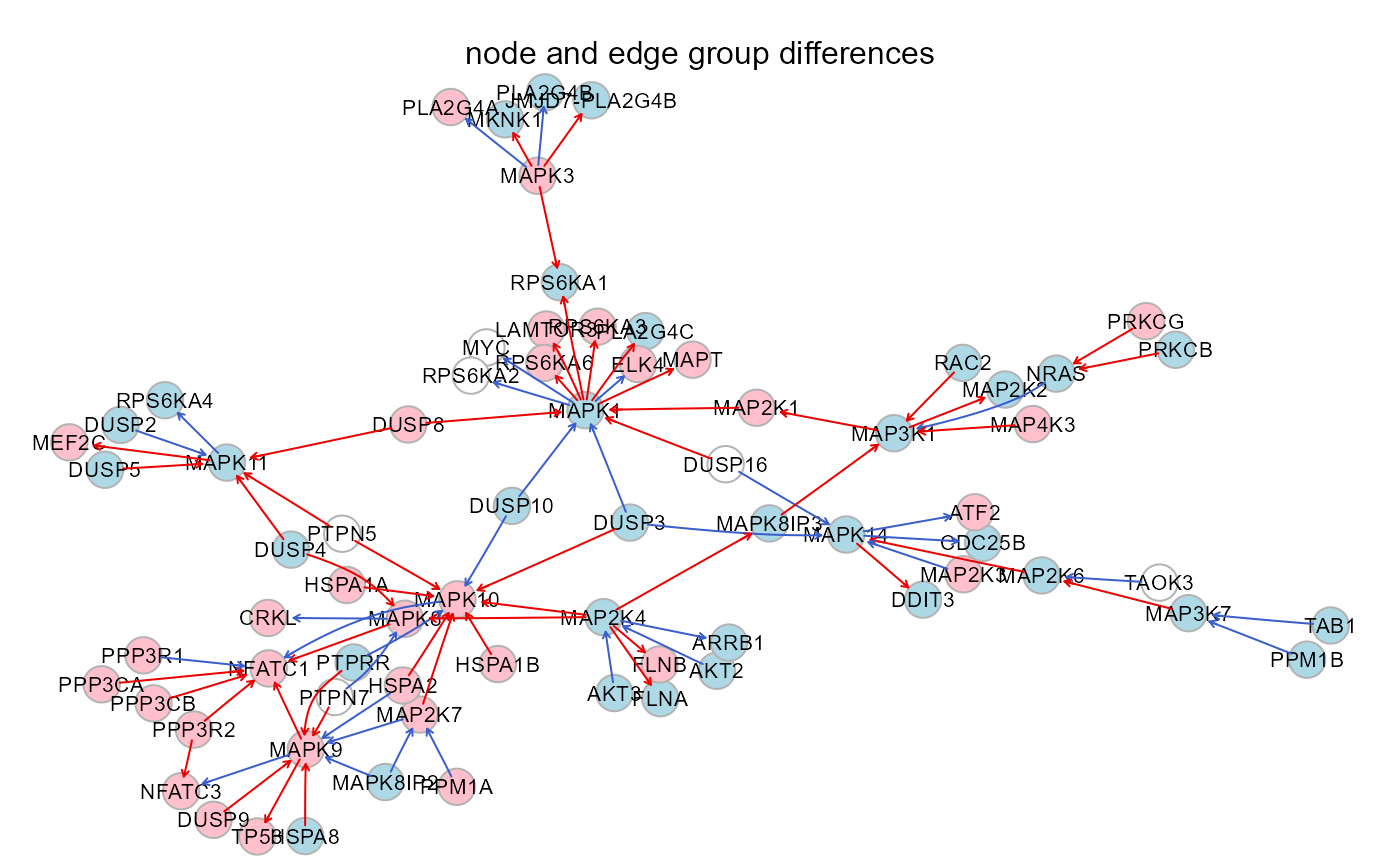 node and edge group differences
PLA2G4B
PLA2G4A
JMJD7-PLA2G4B
MKNK1
MAPK3
RPS6KA1
PRKCG
LAMTOR3
RPS6KA3
PLA2G4C
MYC
PRKCB
RPS6KA6
ELK4
MAPT
RAC2
NRAS
RPS6KA2
MAP2K2
RPS6KA4
MAPK1
MAP2K1
DUSP2
DUSP8
MAP4K3
MAP3K1
MEF2C
MAPK11
DUSP16
DUSP5
DUSP10
ATF2
DUSP3
MAPK8IP3
PTPN5
MAPK14
CDC25B
DUSP4
MAP2K3
MAP2K6
HSPA1A
TAOK3
MAPK10
DDIT3
MAP3K7
CRKL
MAPK8
MAP2K4
TAB1
ARRB1
PPP3R1
NFATC1
PTPRR
HSPA1B
FLNB
AKT2
PPM1B
PPP3CA
HSPA2
PPP3CB
PTPN7
AKT3
FLNA
MAP2K7
PPP3R2
MAPK9
MAPK8IP2
PPM1A
NFATC3
DUSP9
TP53
HSPA8